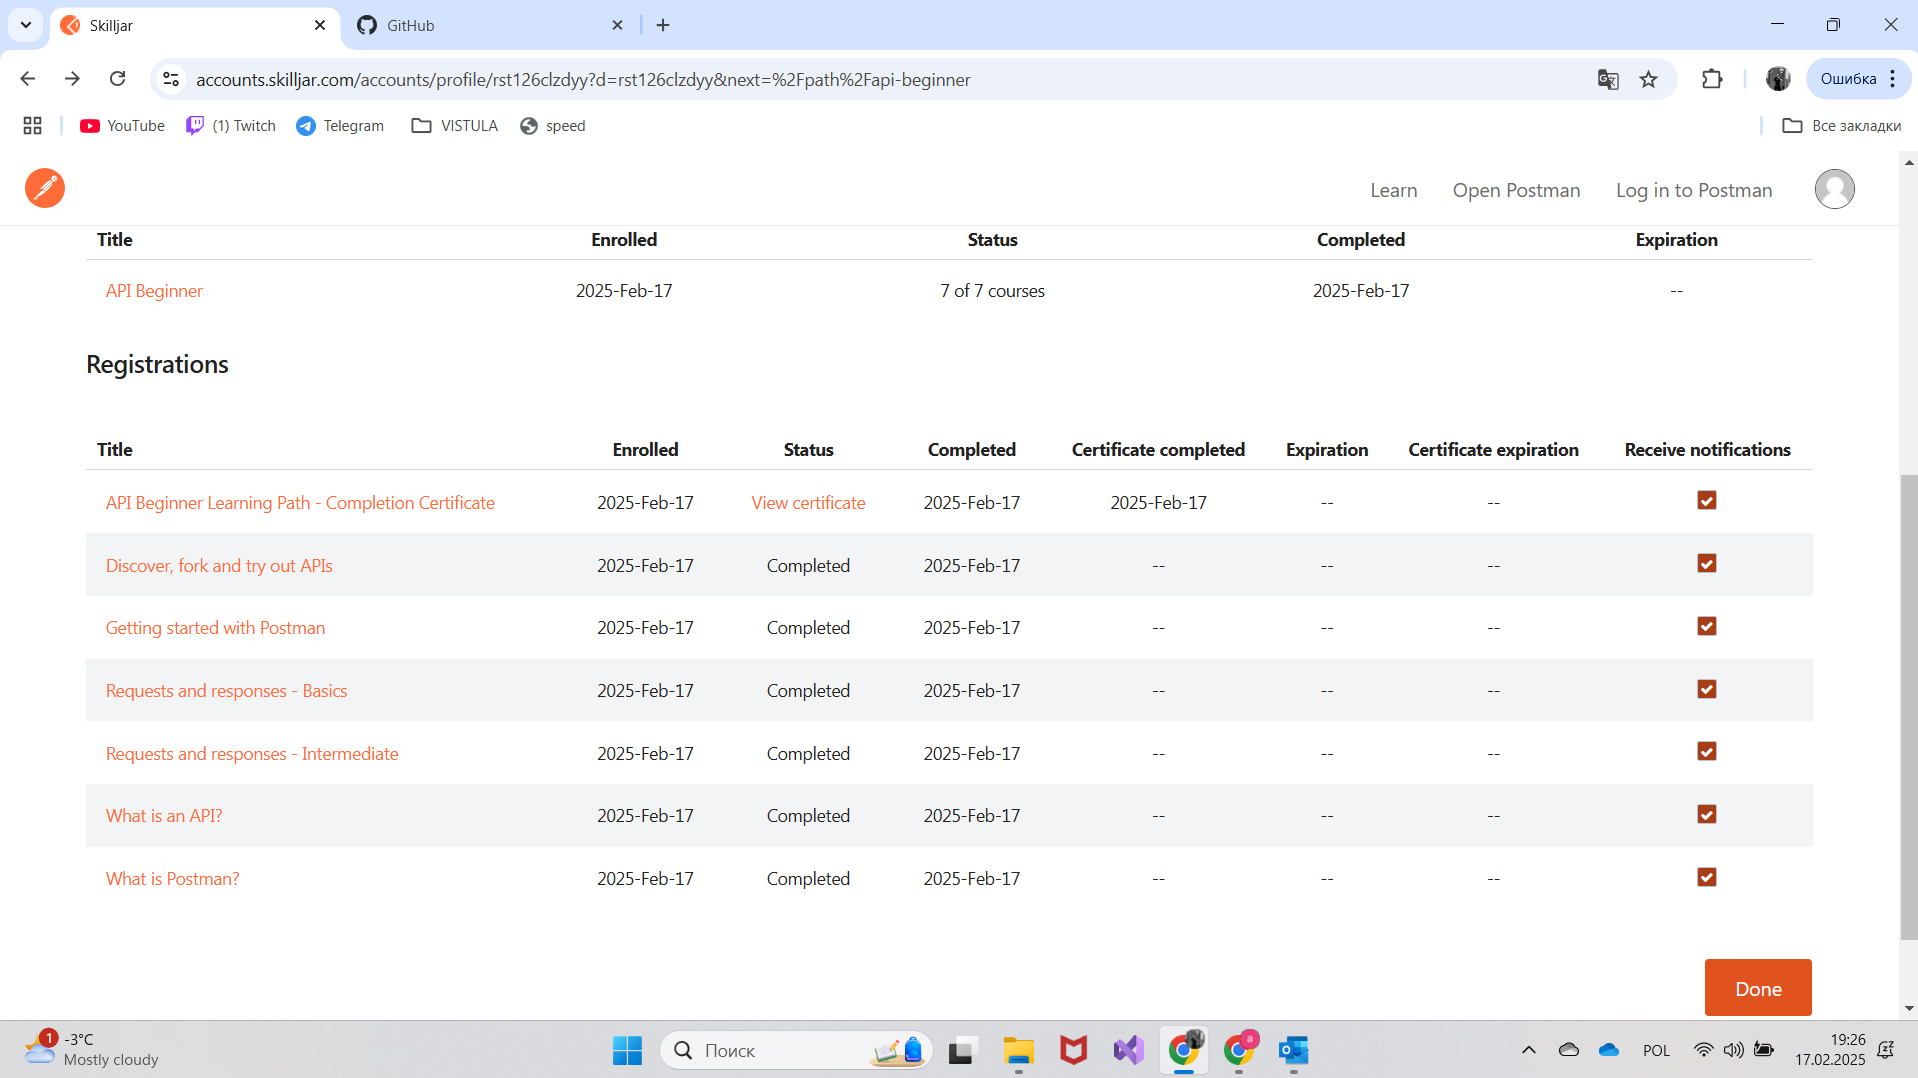 Skilljar
GitHub
accounts.skilljar.com/accounts/profile/rst126clzdyy?d=rst126clzdyy&next=%2Fpath%2Fapi-beginner
Ошибка
YouTube
(1) Twitch
Telegram
VISTULA
speed
Все закладки
Learn
Open Postman
Log in to Postman
Title Enrolled Status Completed Expiration
API Beginner 2025-Feb-17 7 of 7 courses 2025-Feb-17 --
Registrations
Title Enrolled Status Completed Certificate completed Expiration Certificate expiration Receive notifications
API Beginner Learning Path - Completion Certificate 2025-Feb-17 View certificate 2025-Feb-17 2025-Feb-17 -- --
Discover, fork and try out APIs 2025-Feb-17 Completed 2025-Feb-17 -- -- --
Getting started with Postman 2025-Feb-17 Completed 2025-Feb-17 -- -- --
Requests and responses - Basics 2025-Feb-17 Completed 2025-Feb-17 -- -- --
Requests and responses - Intermediate 2025-Feb-17 Completed 2025-Feb-17 -- -- --
What is an API? 2025-Feb-17 Completed 2025-Feb-17 -- -- --
What is Postman? 2025-Feb-17 Completed 2025-Feb-17 -- -- --
Done
1
-3°C
Mostly cloudy
Поиск
a
POL
19:26
17.02.2025